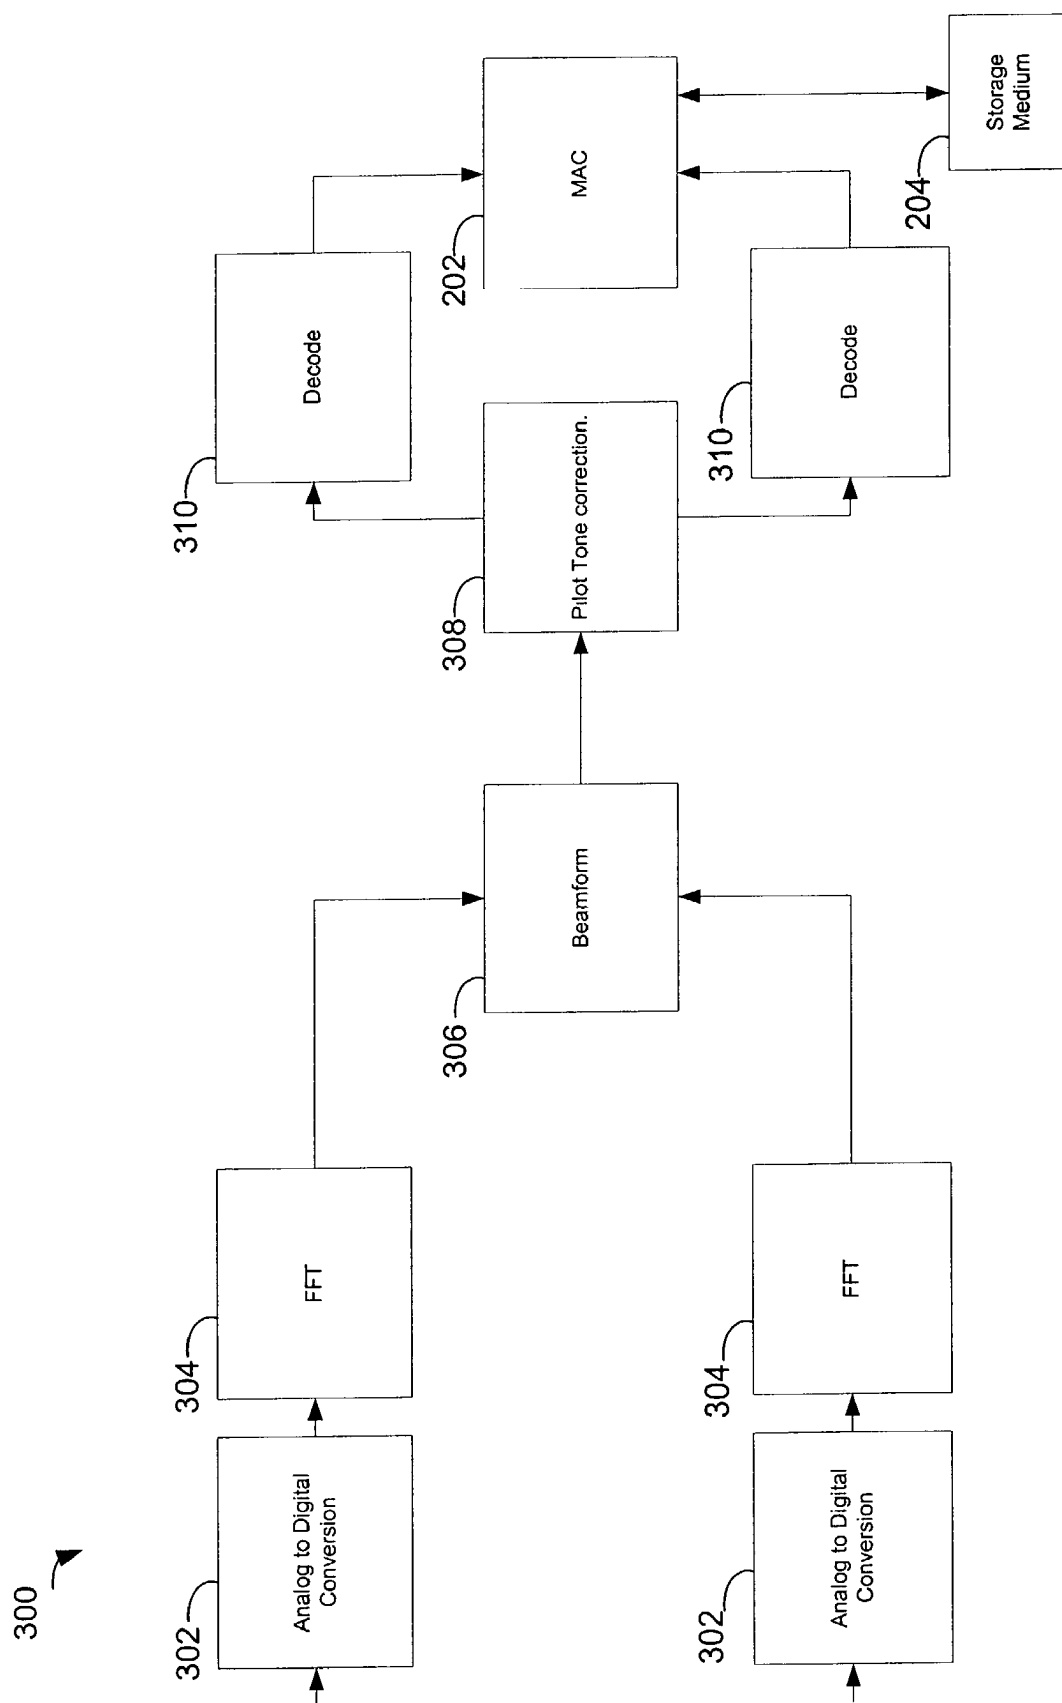 300
302
Analog to Digital
Conversion
304
FFT
306
Beamform
308
Pilot Tone correction.
310
Decode
202
MAC
302
Analog to Digital
Conversion
304
FFT
310
Decode
204
Storage
Medium